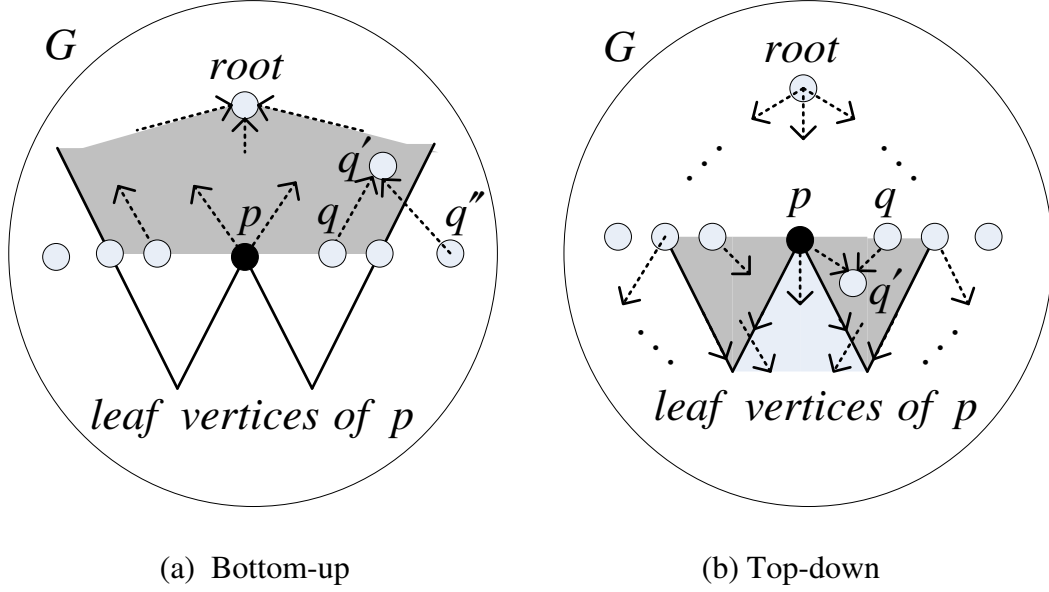 G
root
q′
p
q
q″
leaf vertices of p
(a) Bottom-up
G
root
p
q
q′
leaf vertices of p
(b) Top-down